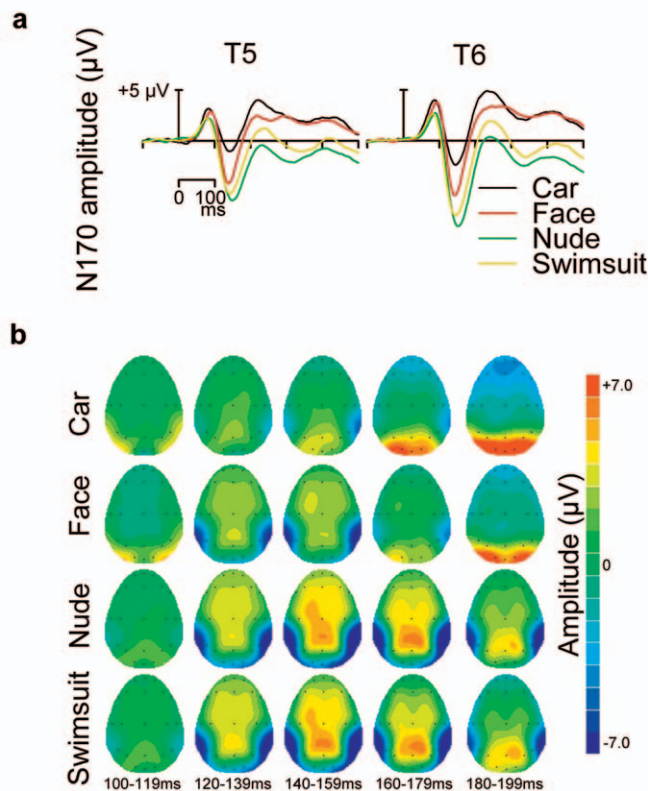 a
T5
T6
N170 amplitude (µV)
+5 µV
0 100
ms
Car
Face
Nude
Swimsuit
b
Car
Face
Nude
Swimsuit
100-119ms 120-139ms 140-159ms 160-179ms 180-199ms
+7.0
0
-7.0
Amplitude (µV)